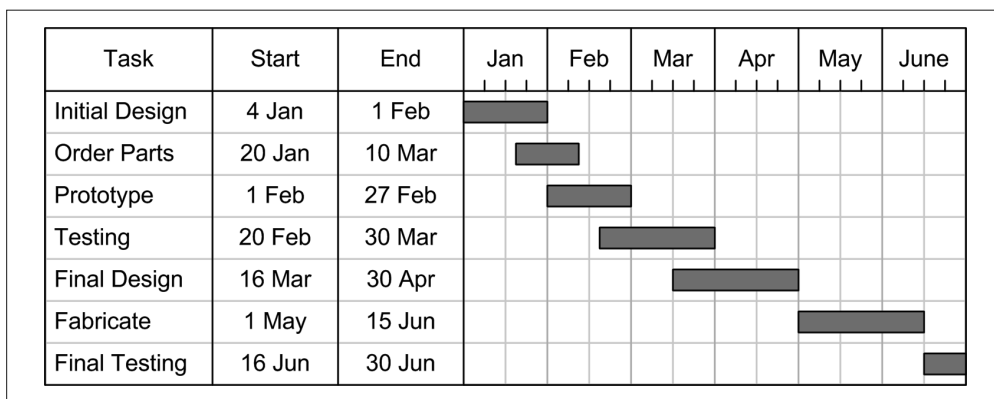 Task Start End Jan Feb Mar Apr May June
Initial Design 4 Jan 1 Feb
Order Parts 20 Jan 10 Mar
Prototype 1 Feb 27 Feb
Testing 20 Feb 30 Mar
Final Design 16 Mar 30 Apr
Fabricate 1 May 15 Jun
Final Testing 16 Jun 30 Jun